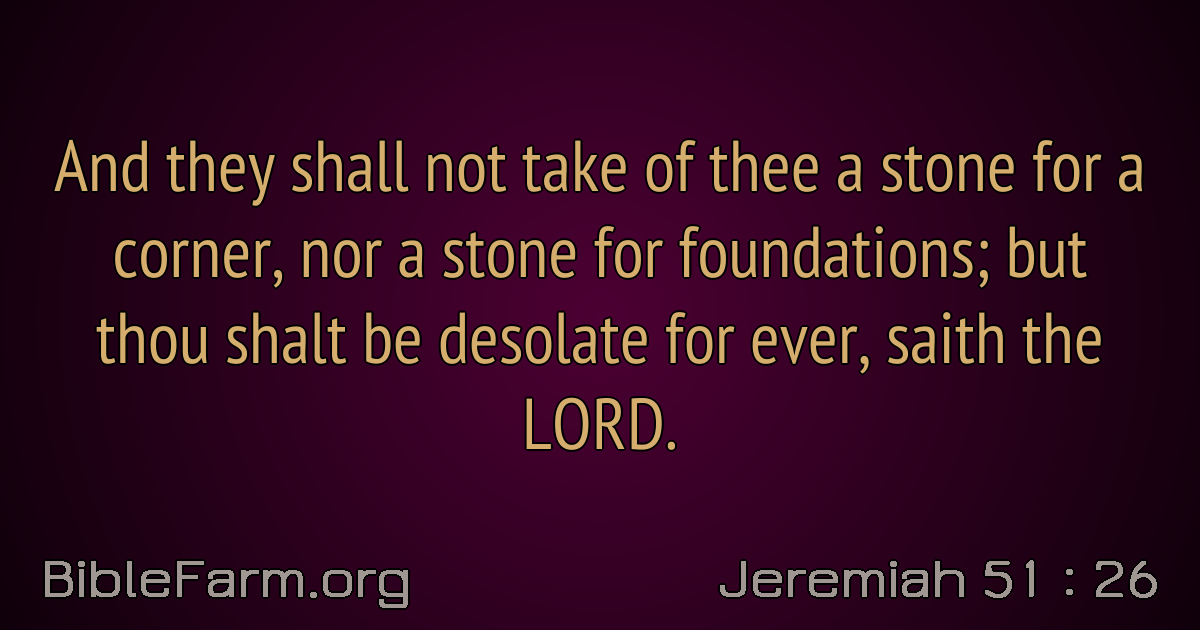 And they shall not take of thee a stone for a
corner, nor a stone for foundations; but
thou shalt be desolate for ever, saith the
LORD.
BibleFarm.org
Jeremiah 51 : 26